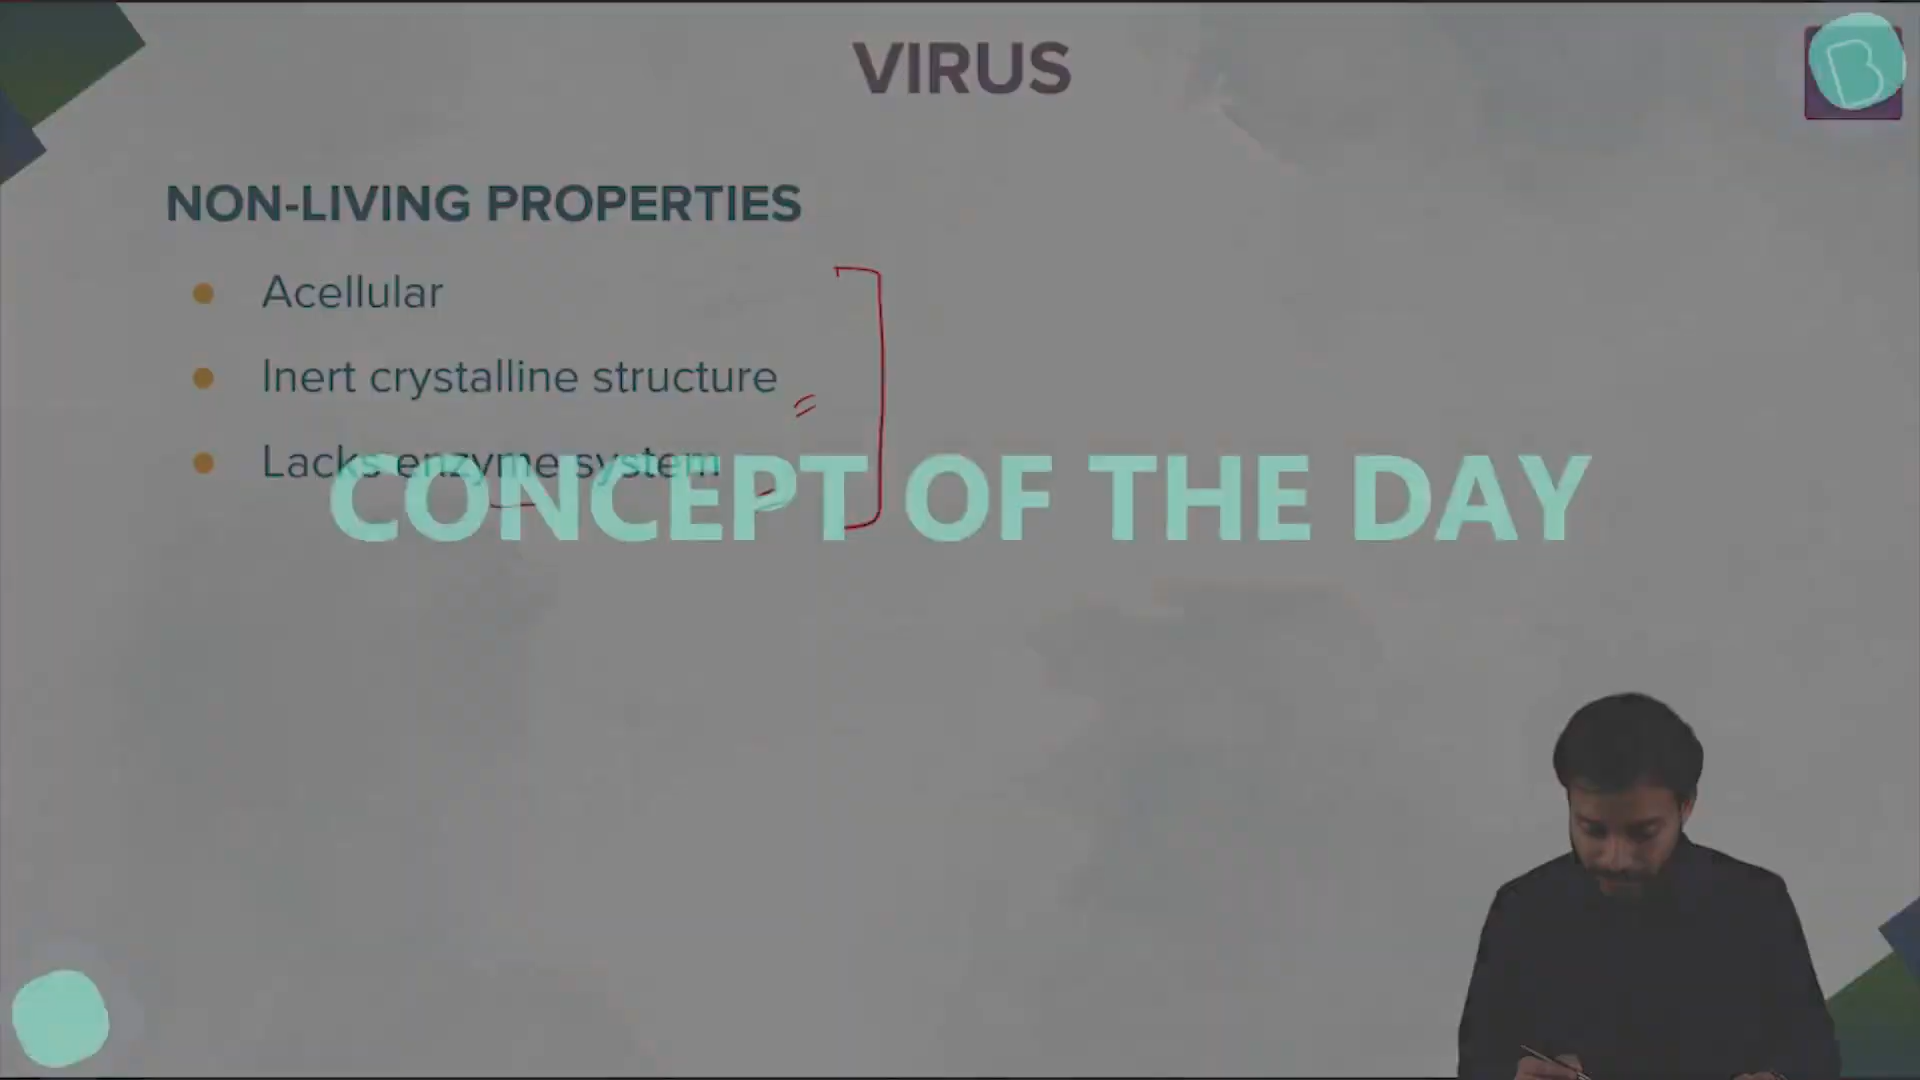 VIRUS
B
NON-LIVING PROPERTIES
Acellular
Inert crystalline structure
Lacks enzyme system
CONCEPT OF THE DAY